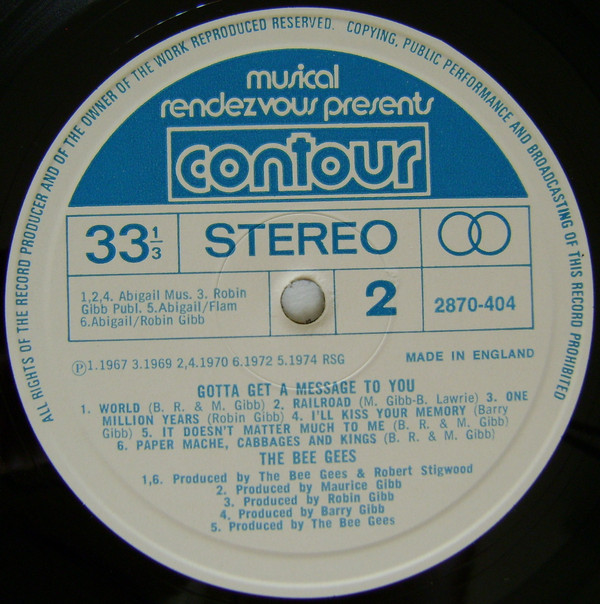 ALL RIGHTS OF THE RECORD PRODUCER AND OF THE OWNER OF THE WORK REPRODUCED RESERVED. COPYING, PUBLIC PERFORMANCE AND BROADCASTING OF THIS RECORD PROHIBITED
musical
rendezvous presents
contour
33 1/3 STEREO
1,2,4. Abigail Mus. 3. Robin
Gibb Publ. 5.Abigail/Flam
6.Abigail/Robin Gibb
2
2870-404
Ⓟ1.1967 3.1969 2,4.1970 6.1972 5.1974 RSG
MADE IN ENGLAND
GOTTA GET A MESSAGE TO YOU
1. WORLD (B. R. & M. Gibb) 2. RAILROAD (M. Gibb-B. Lawrie) 3. ONE
MILLION YEARS (Robin Gibb) 4. I'LL KISS YOUR MEMORY (Barry
Gibb) 5. IT DOESN'T MATTER MUCH TO ME (B. R. & M. Gibb)
6. PAPER MACHE, CABBAGES AND KINGS (B. R. & M. Gibb)
THE BEE GEES
1,6. Produced by The Bee Gees & Robert Stigwood
2. Produced by Maurice Gibb
3. Produced by Robin Gibb
4. Produced by Barry Gibb
5. Produced by The Bee Gees